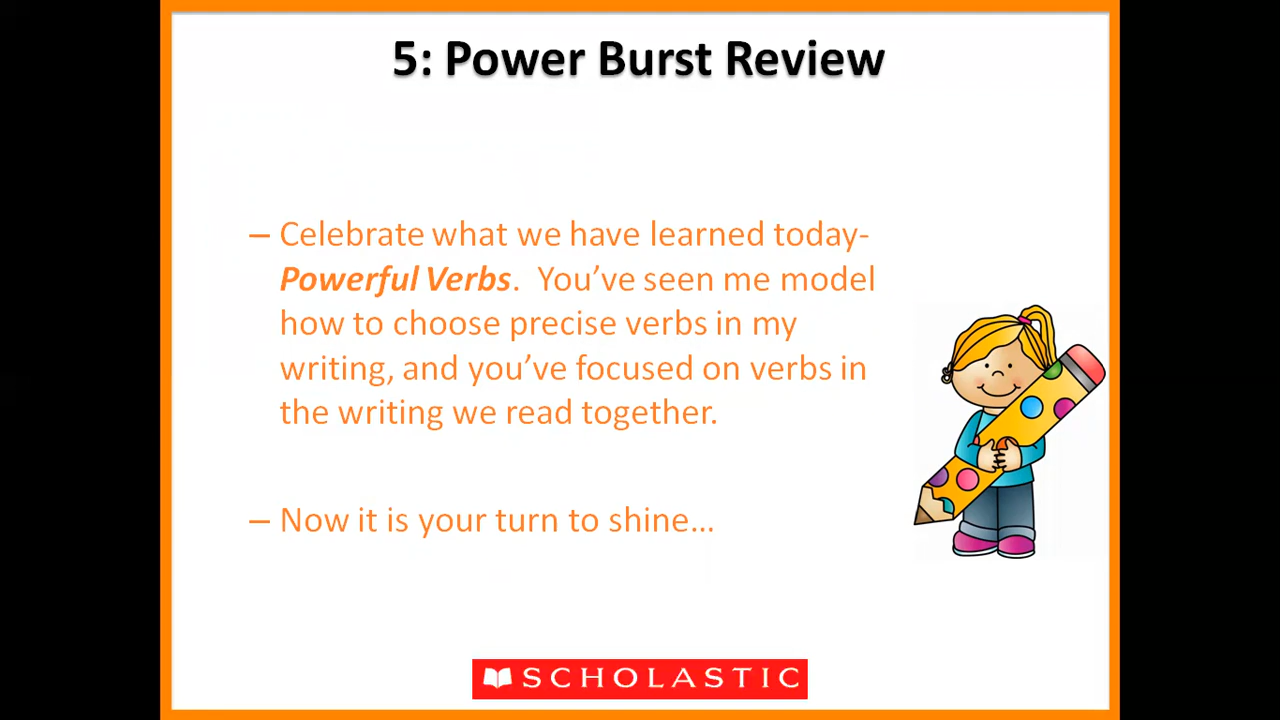 5: Power Burst Review
– Celebrate what we have learned today-
Powerful Verbs.  You’ve seen me model
how to choose precise verbs in my
writing, and you’ve focused on verbs in
the writing we read together.
– Now it is your turn to shine…
SCHOLASTIC